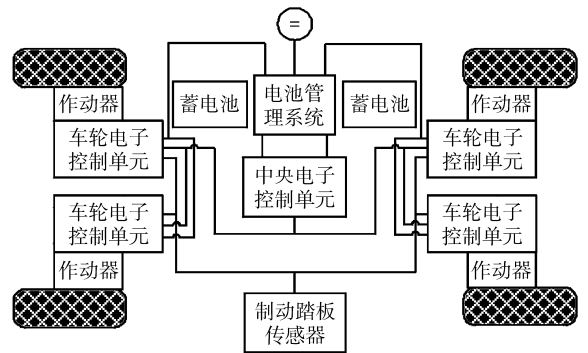 =
作动器
蓄电池
电池管
理系统
蓄电池
作动器
车轮电子
控制单元
车轮电子
控制单元
中央电子
控制单元
车轮电子
控制单元
车轮电子
控制单元
作动器
作动器
制动踏板
传感器